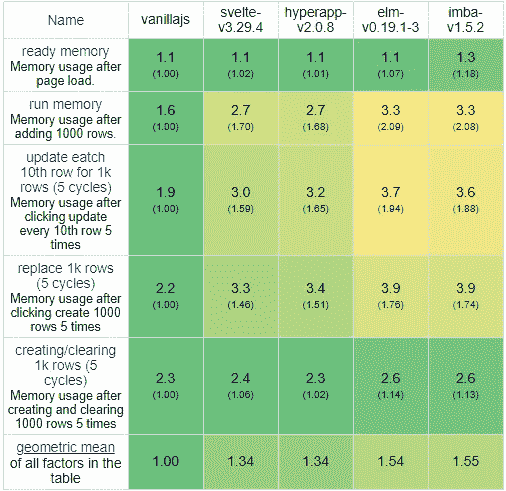 Name vanillajs svelte-v3.29.4 hyperapp-v2.0.8 elm-v0.19.1-3 imba-v1.5.2
ready memory
Memory usage after
page load.
1.1 1.1 1.1 1.1 1.3
(1.00) (1.02) (1.01) (1.07) (1.18)
run memory
Memory usage after
adding 1000 rows.
1.6 2.7 2.7 3.3 3.3
(1.00) (1.70) (1.68) (2.09) (2.08)
update eatch
10th row for 1k
rows (5 cycles)
Memory usage after
clicking update
every 10th row 5
times
1.9 3.0 3.2 3.7 3.6
(1.00) (1.59) (1.65) (1.94) (1.88)
replace 1k rows
(5 cycles)
Memory usage after
clicking create 1000
rows 5 times
2.2 3.3 3.4 3.9 3.9
(1.00) (1.46) (1.51) (1.76) (1.74)
creating/clearing
1k rows (5
cycles)
Memory usage after
creating and clearing
1000 rows 5 times
2.3 2.4 2.3 2.6 2.6
(1.00) (1.06) (1.02) (1.14) (1.13)
geometric mean
of all factors in the
table
1.00 1.34 1.34 1.54 1.55